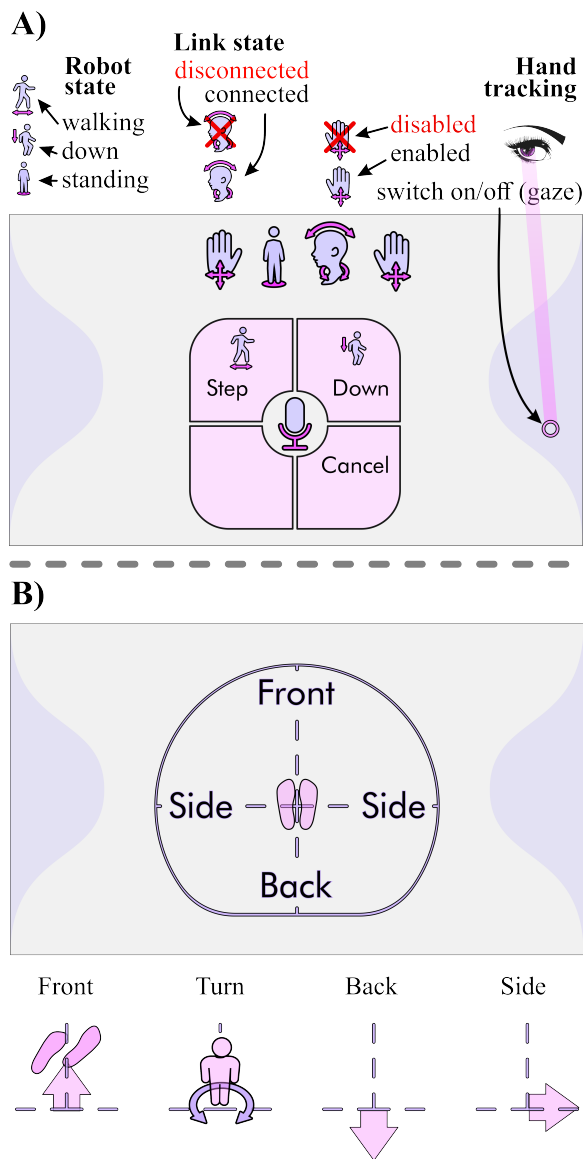 A)
Robot
state
Link state
Hand
tracking
disconnected
connected
walking
down
standing
disabled
enabled
switch on/off (gaze)
Step
Down
Cancel
B)
Front
Side
Side
Back
Front
Turn
Back
Side